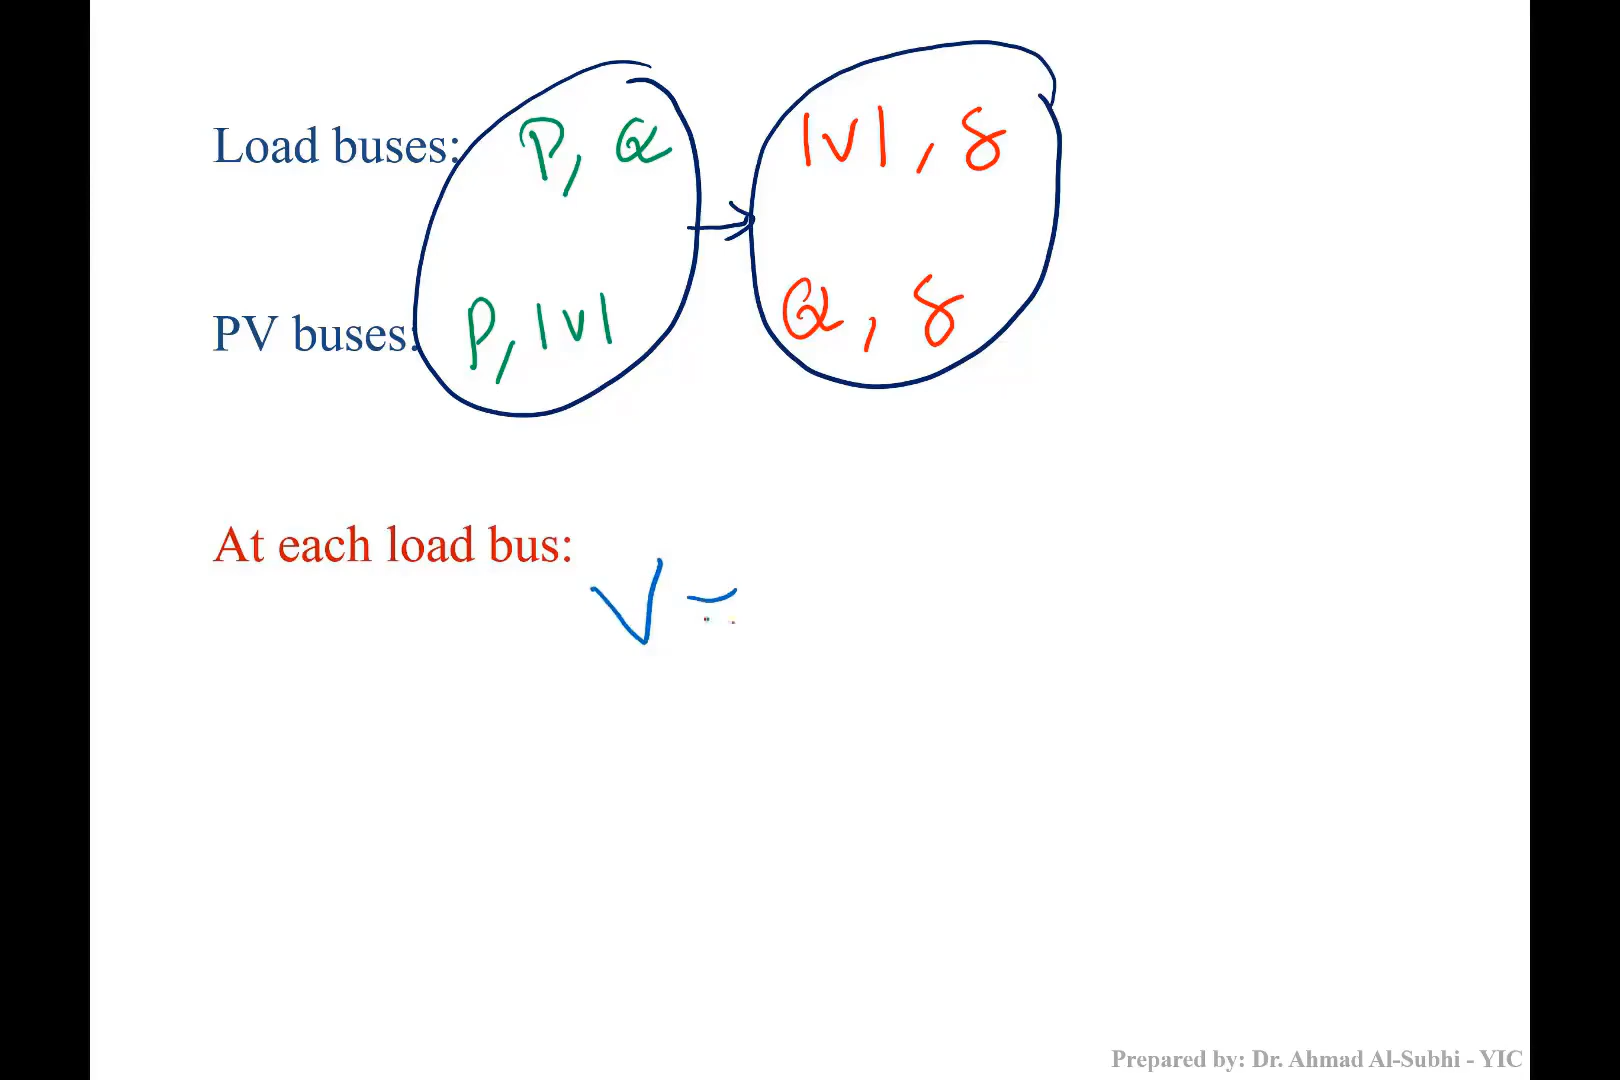 Load buses: P, Q |V|, δ
PV buses: P, |V| Q, δ
At each load bus:
V =
Prepared by: Dr. Ahmad Al-Subhi - YIC